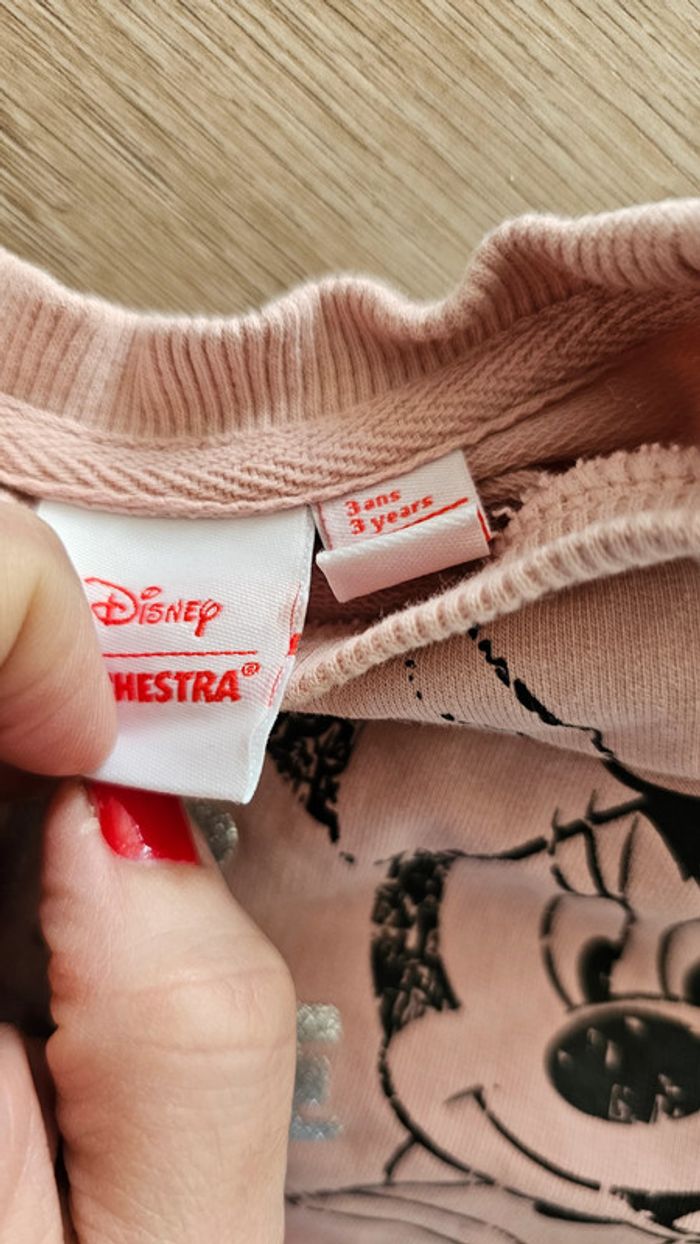 Disney
HESTRA®
3 ans
3 years